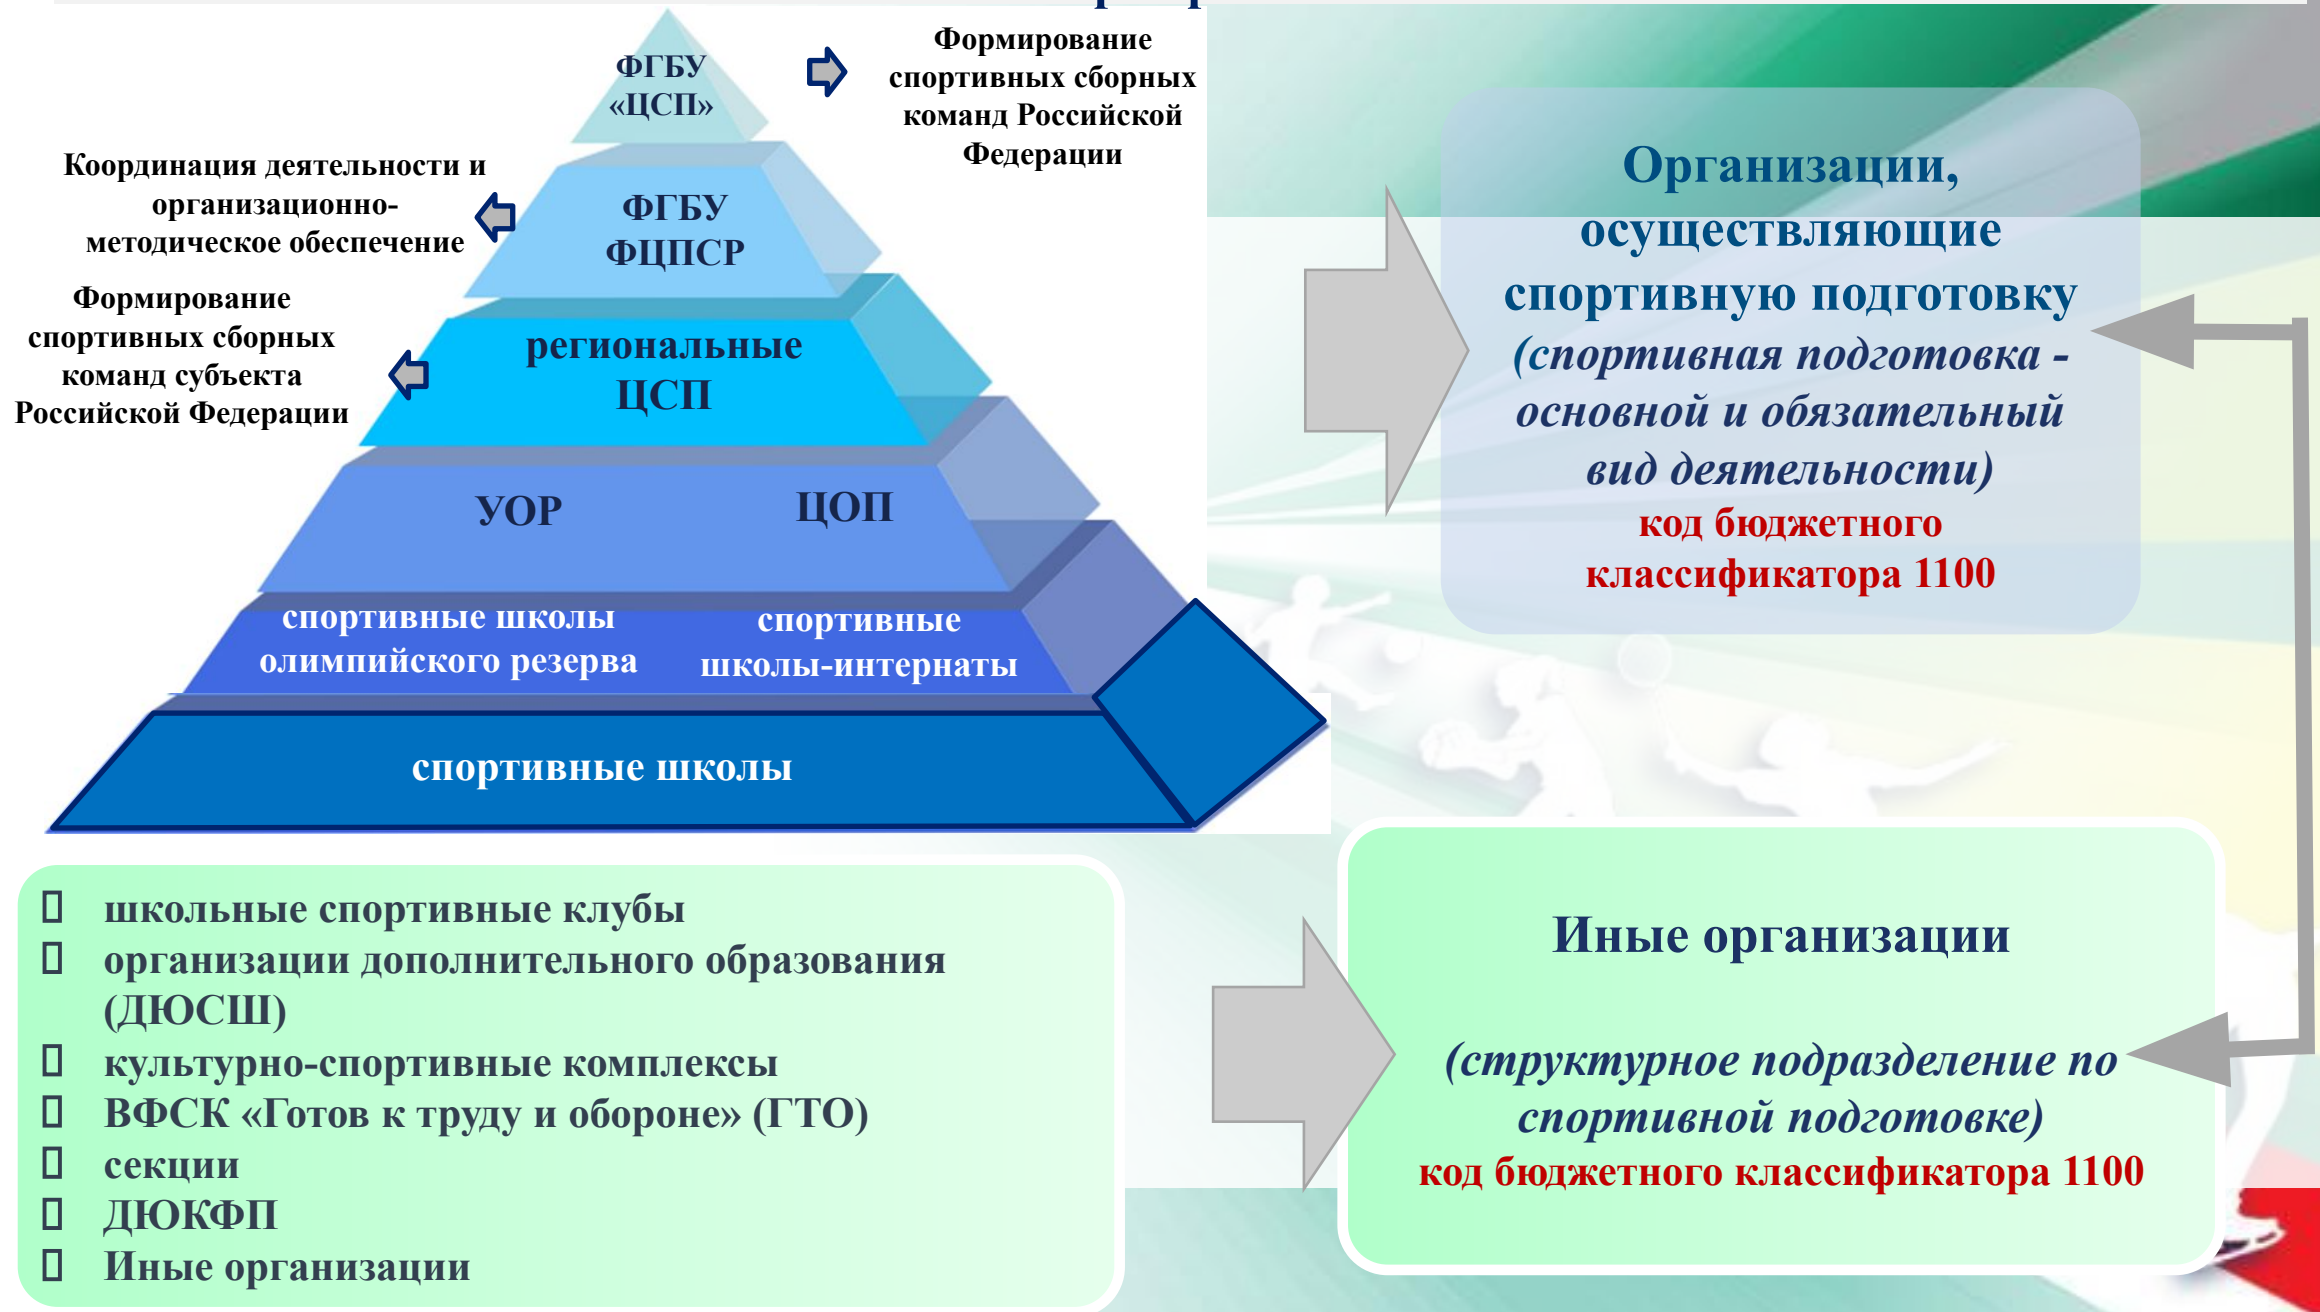 ФГБУ
«ЦСП»
Формирование
спортивных сборных
команд Российской
Федерации
Координация деятельности и
организационно-
методическое обеспечение
ФГБУ
ФЦПСР
Формирование
спортивных сборных
команд субъекта
Российской Федерации
региональные
ЦСП
УОР
ЦОП
спортивные школы
олимпийского резерва
спортивные
школы-интернаты
спортивные школы
Организации,
осуществляющие
спортивную подготовку
(спортивная подготовка -
основной и обязательный
вид деятельности)
код бюджетного
классификатора 1100
школьные спортивные клубы
организации дополнительного образования
(ДЮСШ)
культурно-спортивные комплексы
ВФСК «Готов к труду и обороне» (ГТО)
секции
ДЮКФП
Иные организации
Иные организации
(структурное подразделение по
спортивной подготовке)
код бюджетного классификатора 1100